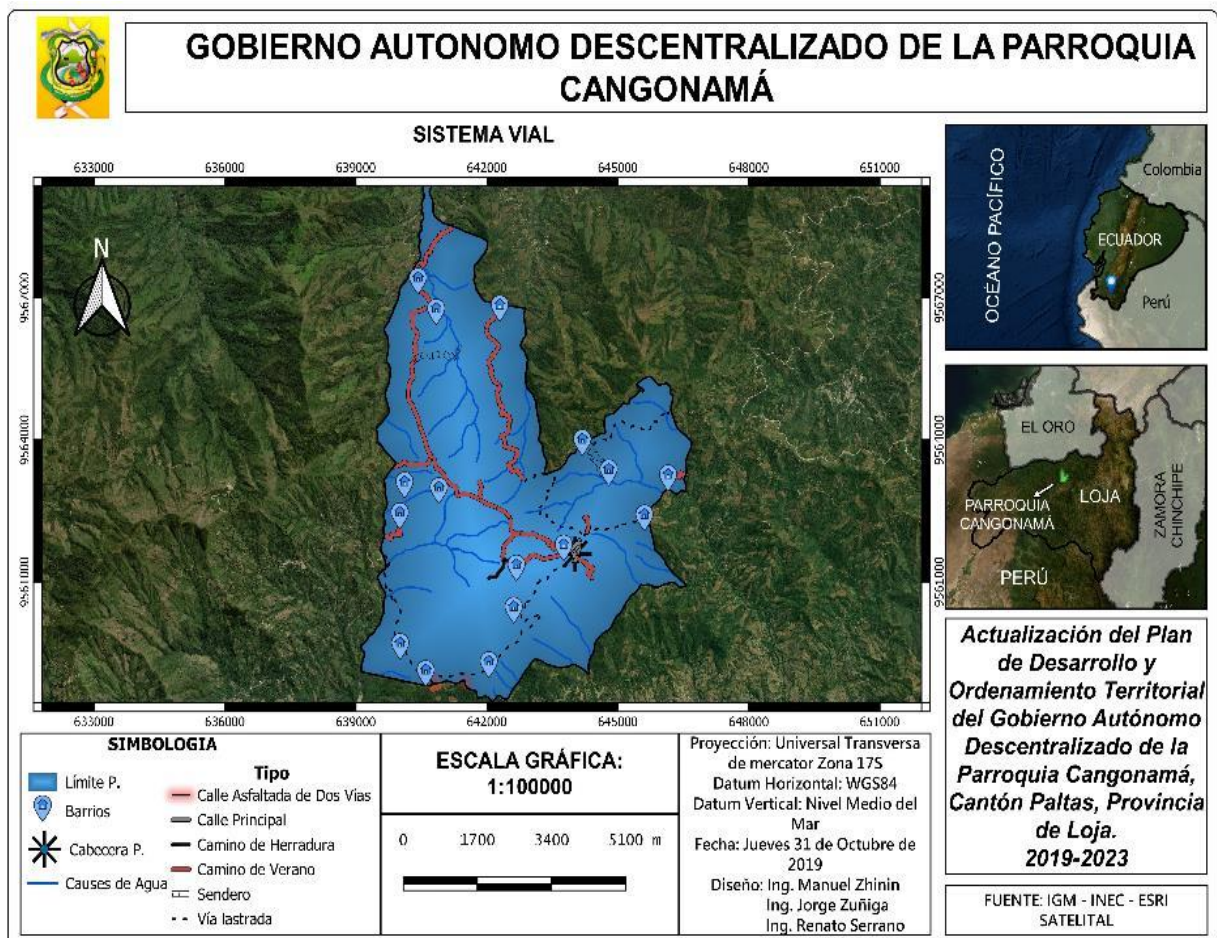 GOBIERNO AUTONOMO DESCENTRALIZADO DE LA PARROQUIA
CANGONAMÁ
SISTEMA VIAL
633000
636000
639000
642000
645000
648000
651000
N
9567000
9567000
9561000
9561000
633000
636000
639000
642000
645000
648000
651000
OCEÁNO PACÍFICO
Colombia
ECUADOR
Perú
EL ORO
LOJA
PARROQUIA
CANGONAMÁ
ZAMORA
CHINCHIPE
PERÚ
Actualización del Plan
de Desarrollo y
Ordenamiento Territorial
del Gobierno Autónomo
Descentralizado de la
Parroquia Cangonamá,
Cantón Paltas, Provincia
de Loja.
2019-2023
FUENTE: IGM - INEC - ESRI
SATELITAL
SIMBOLOGIA
Límite P.
Barrios
Cabecera P.
Causes de Agua
Tipo
Calle Asfaltada de Dos Vías
Calle Principal
Camino de Herradura
Camino de Verano
Sendero
Vía lastrada
ESCALA GRÁFICA:
1:100000
0 1700 3400 5100 m
Proyección: Universal Transversa
de mercator Zona 17S
Datum Horizontal: WGS84
Datum Vertical: Nivel Medio del
Mar
Fecha: Jueves 31 de Octubre de
2019
Diseño: Ing. Manuel Zhinin
Ing. Jorge Zuñiga
Ing. Renato Serrano